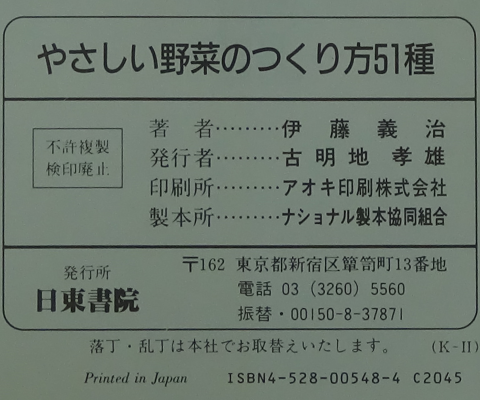 やさしい野菜のつくり方51種
不許複製
検印廃止
著者………伊藤義治
発行者………古明地孝雄
印刷所………アオキ印刷株式会社
製本所………ナショナル製本協同組合
発行所
日東書院
〒162 東京都新宿区簞笥町13番地
電話 03 (3260) 5560
振替・00150-8-37871
落丁・乱丁は本社でお取替えいたします。 (K-II)
Printed in Japan ISBN4-528-00548-4 C2045